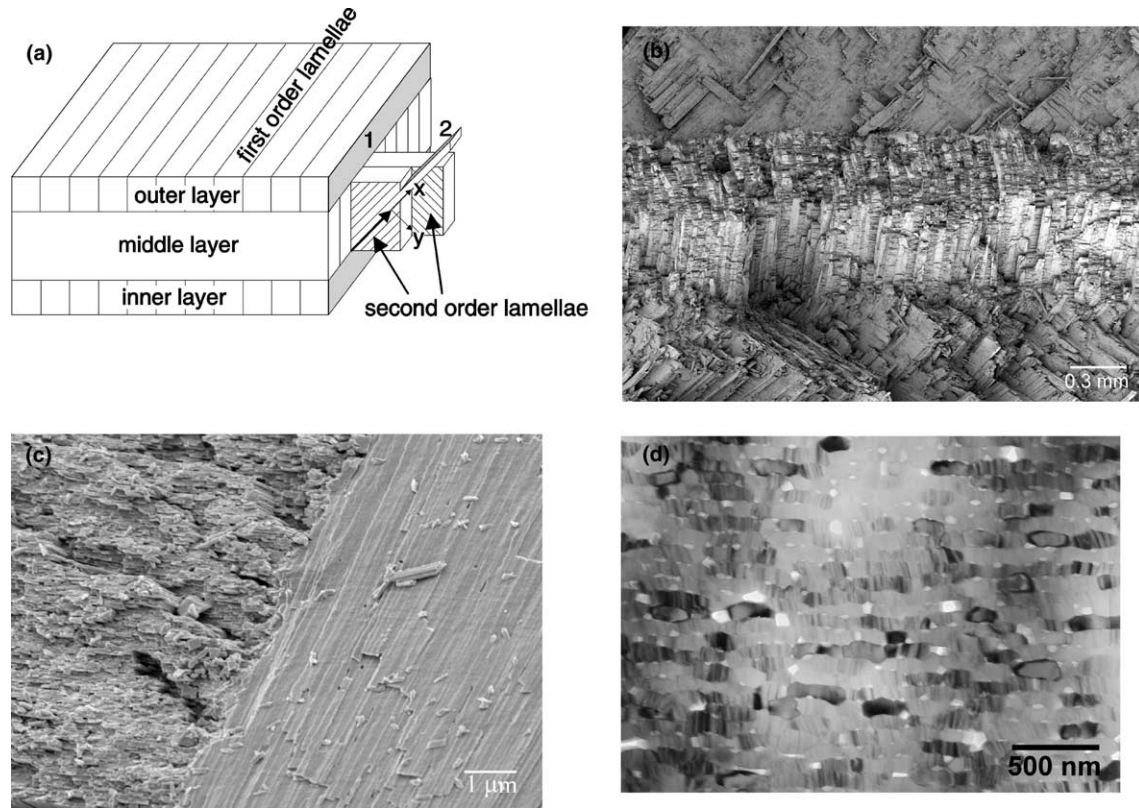 (a)
first order lamellae
1
2
outer layer
x
middle layer
y
inner layer
second order lamellae
(b)
0.3 mm
(c)
1 μm
(d)
500 nm